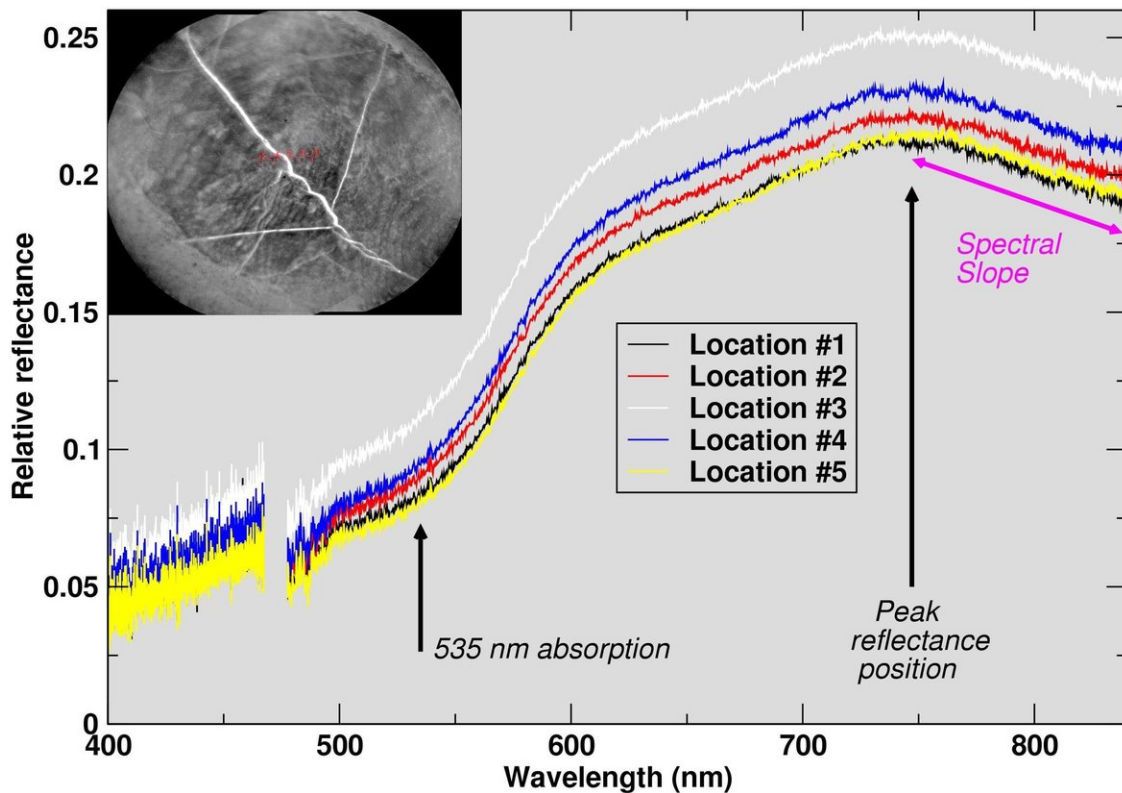 0.25
0.2
0.15
0.1
0.05
0
Relative reflectance
400
500
600
700
800
Wavelength (nm)
Location #1
Location #2
Location #3
Location #4
Location #5
Spectral
Slope
535 nm absorption
Peak
reflectance
position